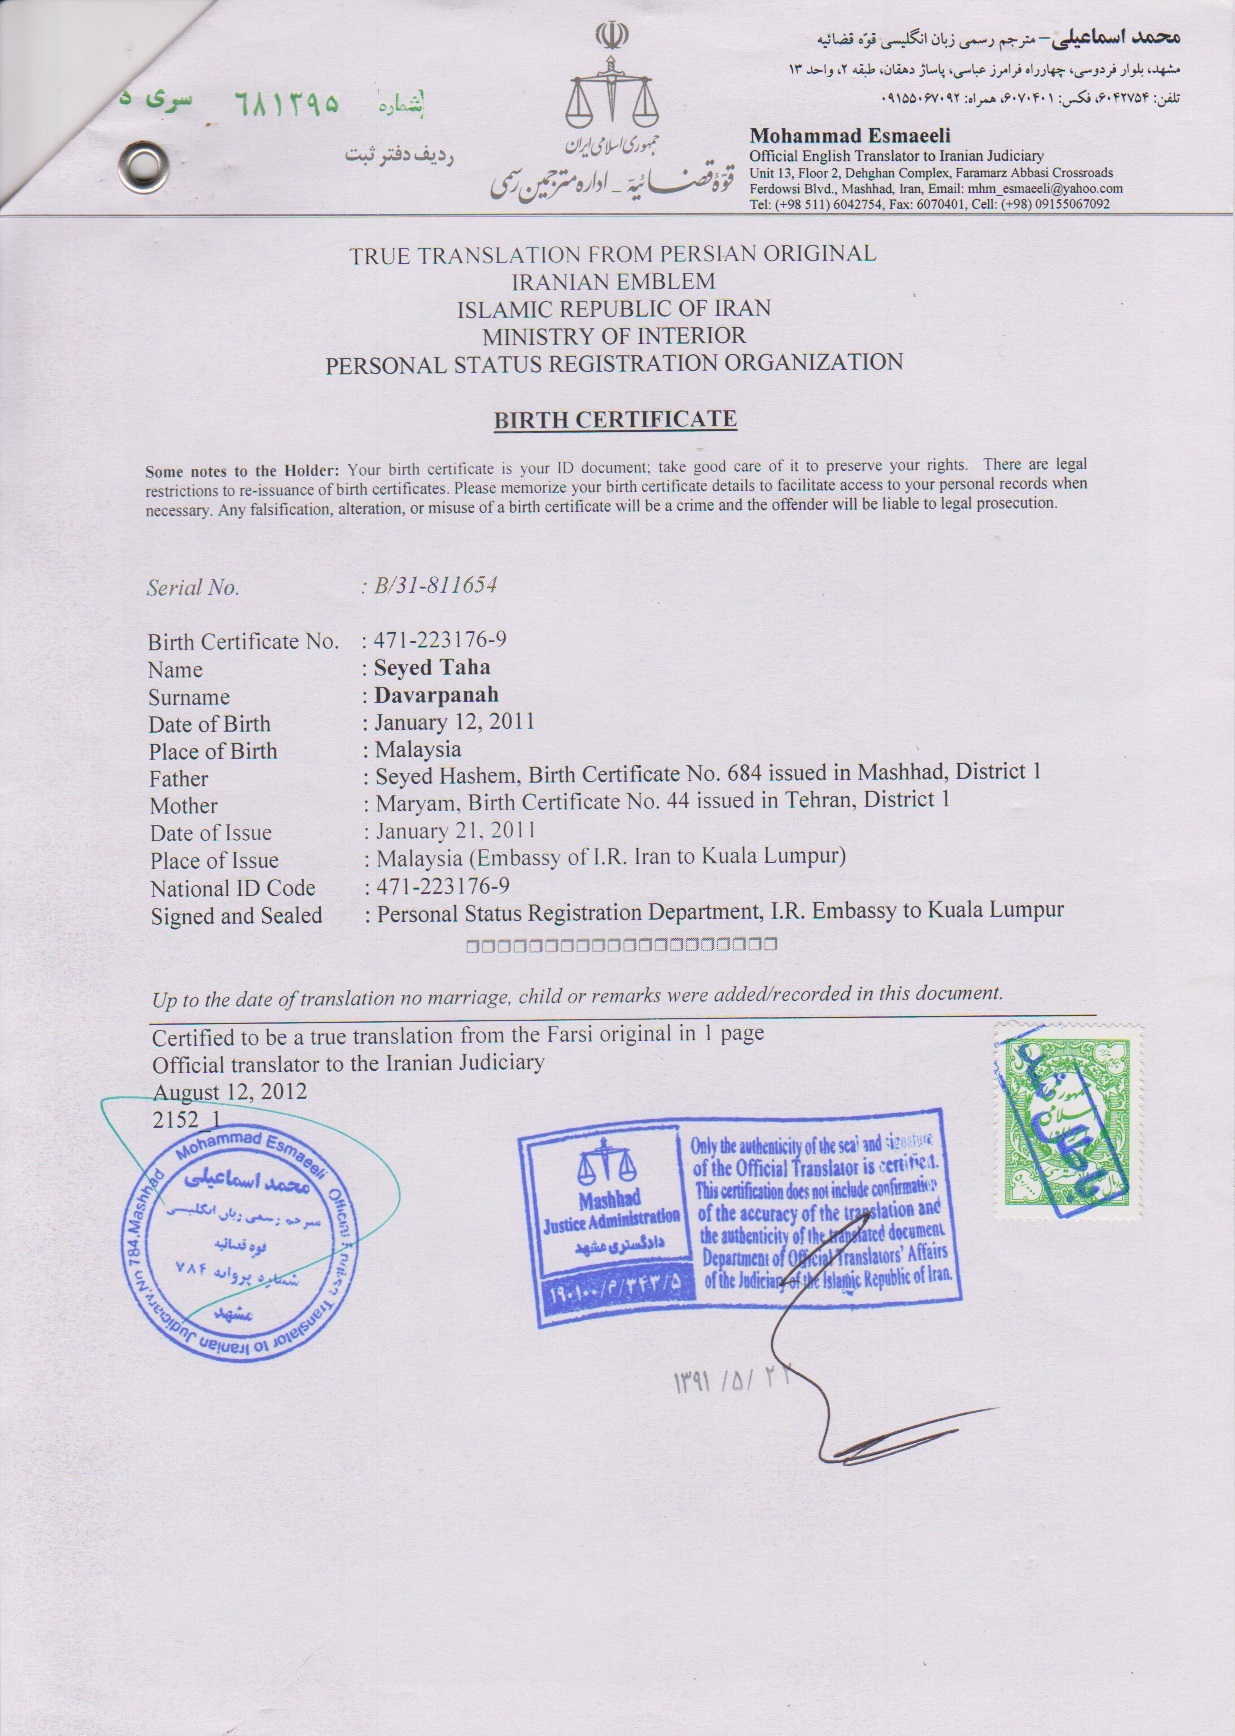 محمد اسماعیلی – مترجم رسمی زبان انگلیسی قوّه قضائیه
مشهد، بلوار فردوسی، چهارراه فرامرز عباسی، پاساژ دهقان، طبقه ۲، واحد ۱۳
تلفن: ۶۰۴۲۷۵۴، فکس: ۶۰۷۰۴۰۱، همراه: ۰۹۱۵۵۰۶۷۰۹۲
شماره ۶۸۱۳۹۵ سری د
ردیف دفتر ثبت
جمهوری اسلامی ایران
قوّهٔ قضائیّه - اداره مترجمین رسمی
Mohammad Esmaeeli
Official English Translator to Iranian Judiciary
Unit 13, Floor 2, Dehghan Complex, Faramarz Abbasi Crossroads
Ferdowsi Blvd., Mashhad, Iran, Email: mhm_esmaeeli@yahoo.com
Tel: (+98 511) 6042754, Fax: 6070401, Cell: (+98) 09155067092
TRUE TRANSLATION FROM PERSIAN ORIGINAL
IRANIAN EMBLEM
ISLAMIC REPUBLIC OF IRAN
MINISTRY OF INTERIOR
PERSONAL STATUS REGISTRATION ORGANIZATION
BIRTH CERTIFICATE
Some notes to the Holder: Your birth certificate is your ID document; take good care of it to preserve your rights. There are legal
restrictions to re-issuance of birth certificates. Please memorize your birth certificate details to facilitate access to your personal records when
necessary. Any falsification, alteration, or misuse of a birth certificate will be a crime and the offender will be liable to legal prosecution.
Serial No. : B/31-811654
Birth Certificate No. : 471-223176-9
Name : Seyed Taha
Surname : Davarpanah
Date of Birth : January 12, 2011
Place of Birth : Malaysia
Father : Seyed Hashem, Birth Certificate No. 684 issued in Mashhad, District 1
Mother : Maryam, Birth Certificate No. 44 issued in Tehran, District 1
Date of Issue : January 21, 2011
Place of Issue : Malaysia (Embassy of I.R. Iran to Kuala Lumpur)
National ID Code : 471-223176-9
Signed and Sealed : Personal Status Registration Department, I.R. Embassy to Kuala Lumpur
Up to the date of translation no marriage, child or remarks were added/recorded in this document.
Certified to be a true translation from the Farsi original in 1 page
Official translator to the Iranian Judiciary
August 12, 2012
2152_1
Mohammad Esmaeeli Official Translator to Iranian Judiciary.No 784.Mashhad
محمد اسماعیلی
مترجم رسمی زبان انگلیسی
قوه قضائیه
شماره پروانه ۷۸۴
مشهد
Mashhad
Justice Administration
دادگستری مشهد
۱۹۰۱۰۰/م/۳۴۳/۵
Only the authenticity of the seal and signature
of the Official Translator is certified.
This certification does not include confirmation
of the accuracy of the translation and
the authenticity of the translated document
Department of Official Translators' Affairs
of the Judiciary of the Islamic Republic of Iran.
جمهوری
اسلامی
باطل شد
۱۳۹۱ /۵/ ۲۲